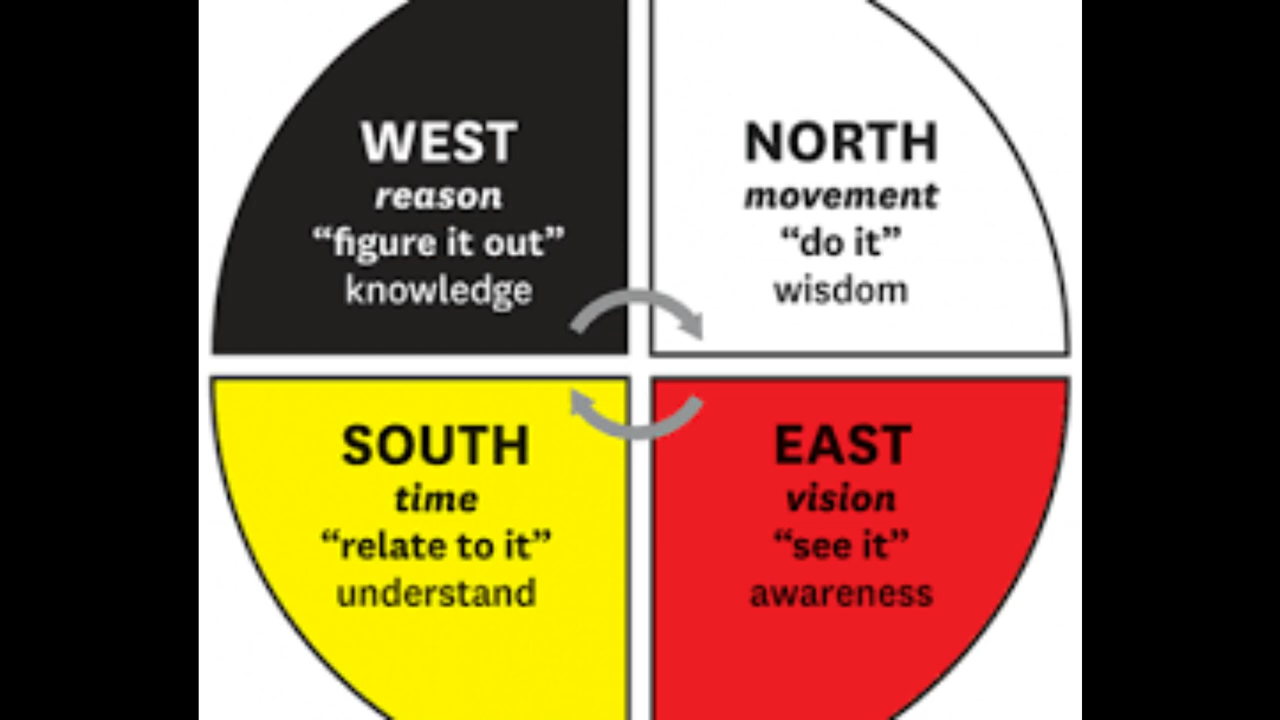 WEST
reason
“figure it out”
knowledge
NORTH
movement
“do it”
wisdom
SOUTH
time
“relate to it”
understand
EAST
vision
“see it”
awareness